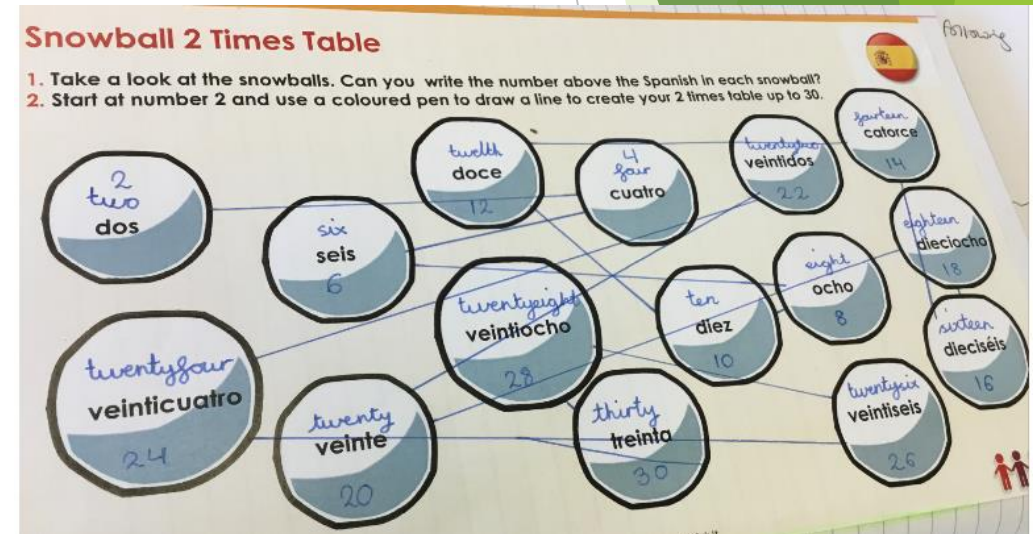 Snowball 2 Times Table
1. Take a look at the snowballs. Can you write the number above the Spanish in each snowball?
2. Start at number 2 and use a coloured pen to draw a line to create your 2 times table up to 30.
2
two
dos
six
seis
6
twelth
doce
12
4
four
cuatro
twentytwo
veintidos
22
fourteen
catorce
14
eighteen
dieciocho
18
eight
ocho
8
ten
diez
10
twentyeight
veintiocho
28
sixteen
dieciséis
16
twentyfour
veinticuatro
24
twenty
veinte
20
thirty
treinta
30
twentysix
veintiseis
26